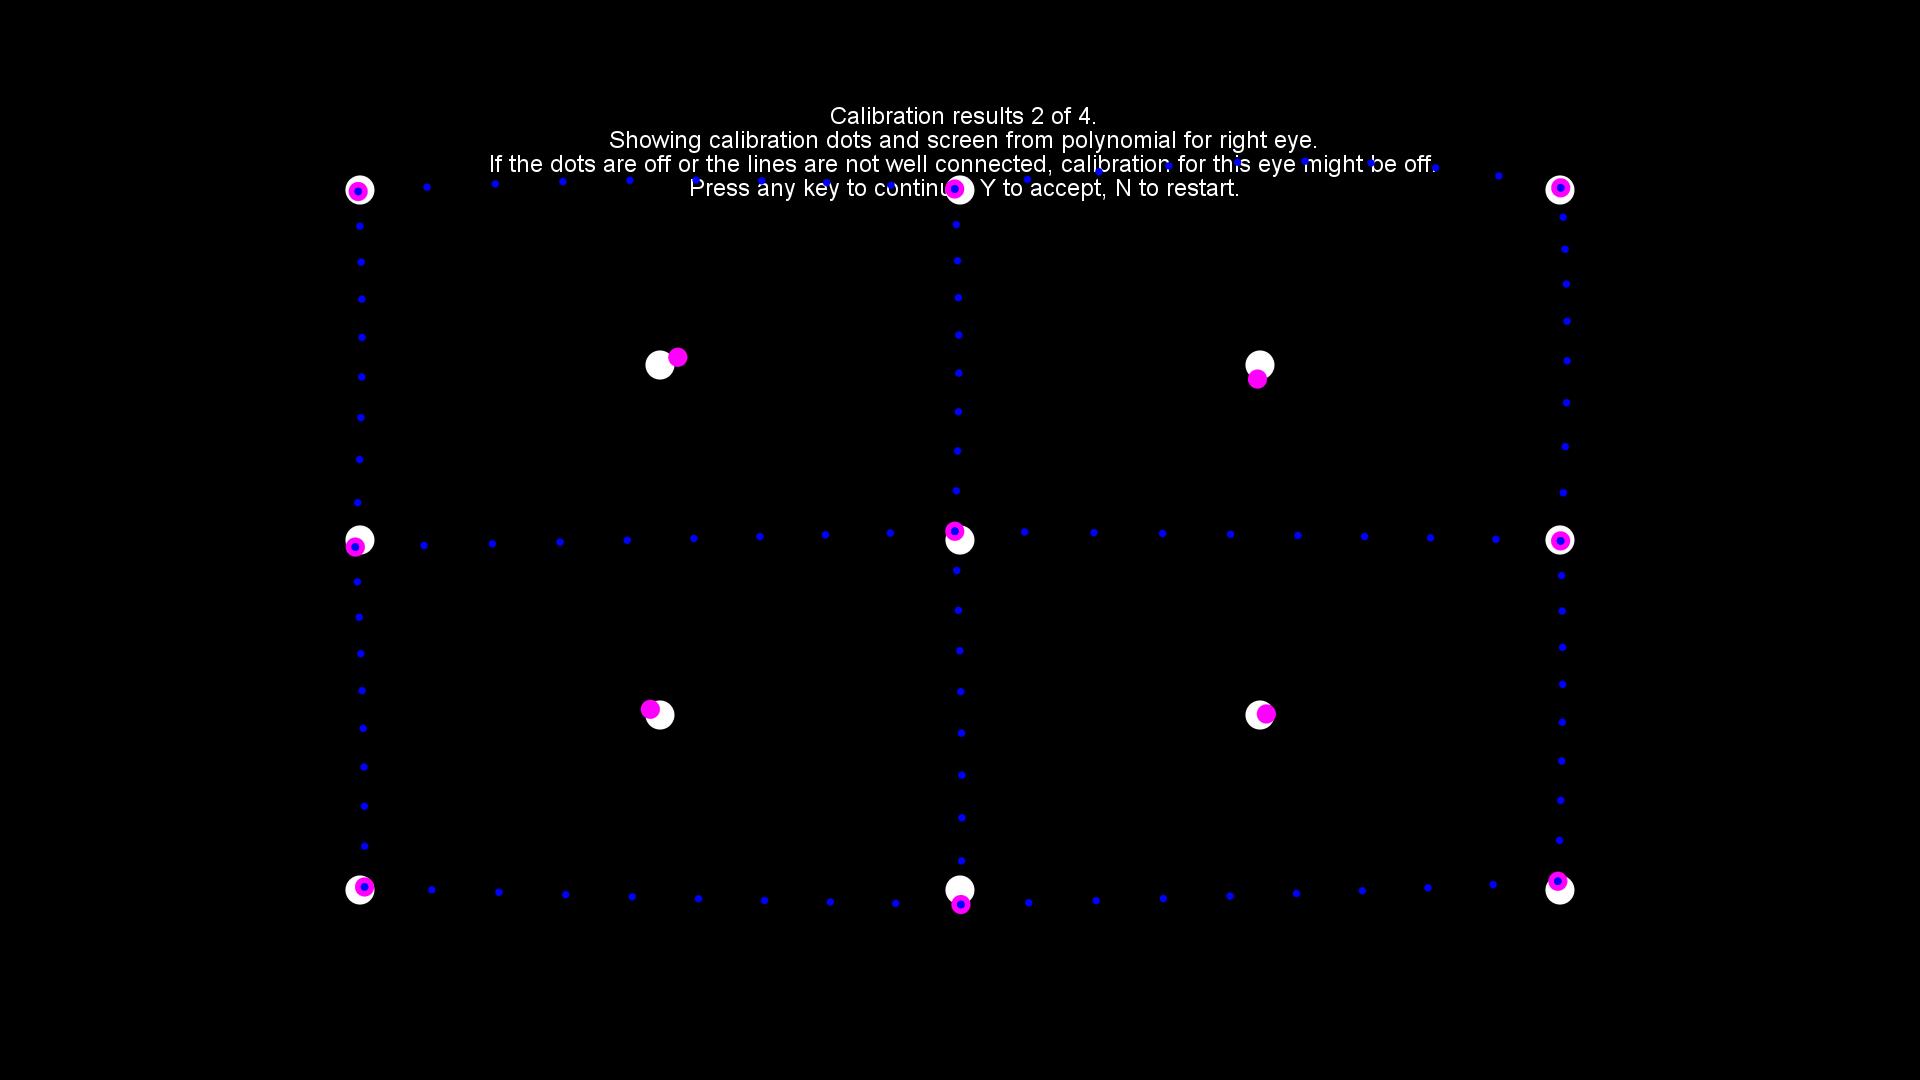 Calibration results 2 of 4.
Showing calibration dots and screen from polynomial for right eye.
If the dots are off or the lines are not well connected, calibration for this eye might be off.
Press any key to continu Y to accept, N to restart.